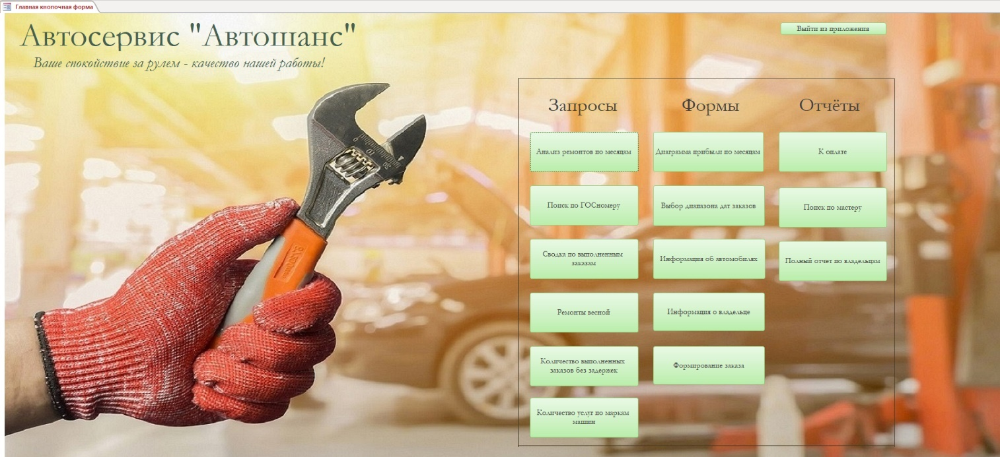 Главная кнопочная форма
Автосервис "Автошанс"
Ваше спокойствие за рулем - качество нашей работы!
Выйти из приложения
Запросы
Анализ ремонтов по месяцам
Поиск по ГОСномеру
Сводка по выполненным
заказам
Ремонты весной
Количество выполненных
заказов без задержек
Количество услуг по маркам
машин
Формы
Диаграмма прибыли по месяцам
Выбор диапазона дат заказов
Информация об автомобилях
Информация о владельце
Формирование заказа
Отчёты
К оплате
Поиск по мастеру
Полный отчет по владельцам